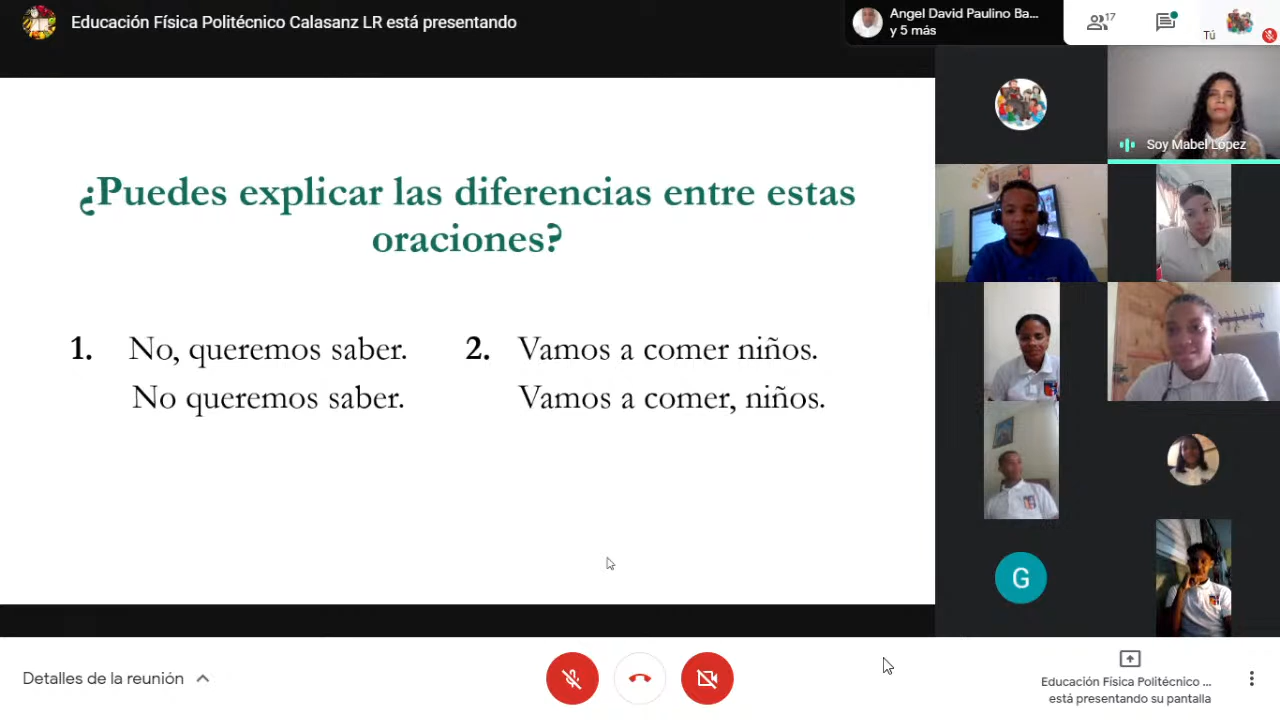 Educación Física Politécnico Calasanz LR está presentando
Angel David Paulino Ba...
y 5 más
17
Tú
Soy Mabel Lopez
¿Puedes explicar las diferencias entre estas
oraciones?
1. No, queremos saber.
No queremos saber.
2. Vamos a comer niños.
Vamos a comer, niños.
G
Detalles de la reunión
Educación Física Politécnico ...
está presentando su pantalla